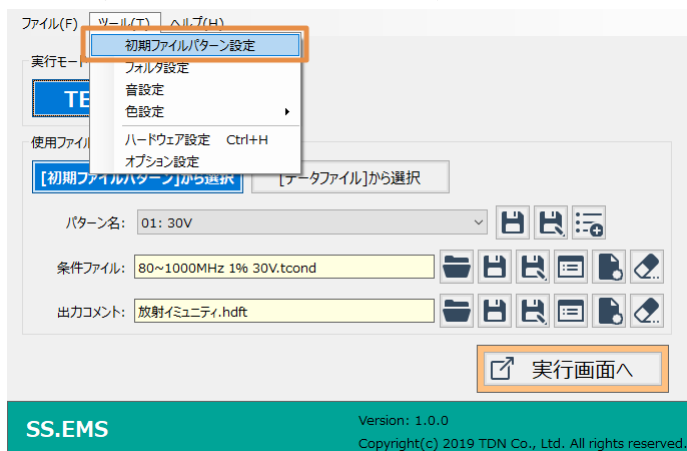 ファイル(F) ツール(T) ヘルプ(H)
初期ファイルパターン設定
実行モード
フォルダ設定
TE
音設定
色設定
使用ファイル
ハードウェア設定 Ctrl+H
オプション設定
[初期ファイルパターン]から選択 [データファイル]から選択
パターン名: 01: 30V
条件ファイル: 80~1000MHz 1% 30V.tcond
出力コメント: 放射イミュニティ.hdft
実行画面へ
SS.EMS
Version: 1.0.0
Copyright(c) 2019 TDN Co., Ltd. All rights reserved.